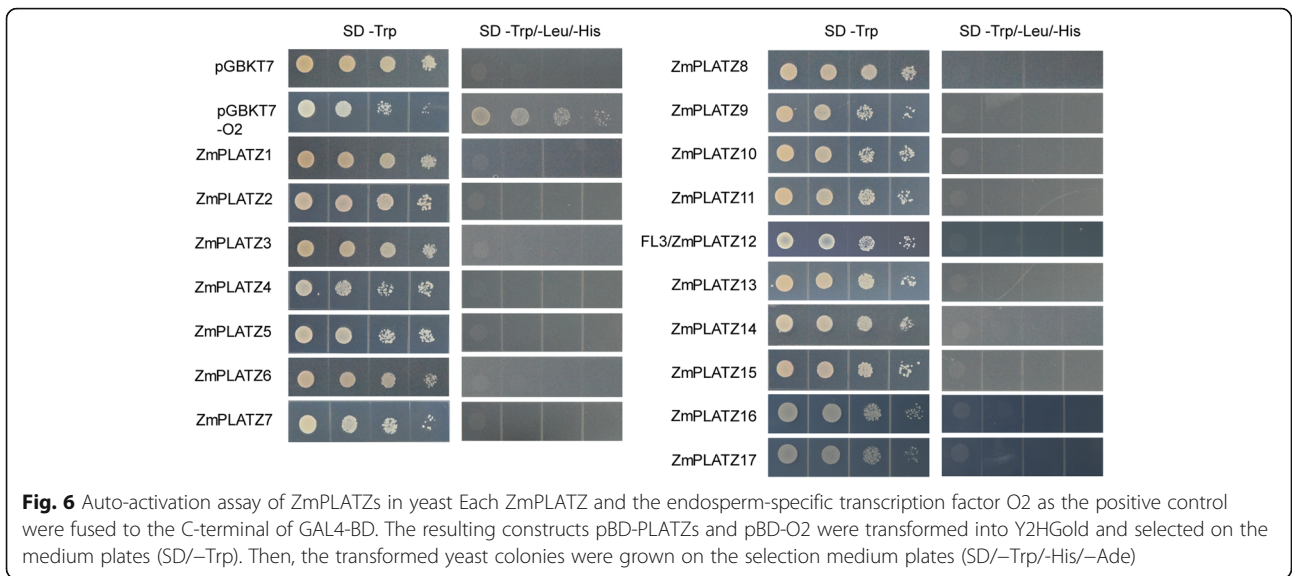 SD -Trp SD -Trp/-Leu/-His
pGBKT7
pGBKT7
-O2
ZmPLATZ1
ZmPLATZ2
ZmPLATZ3
ZmPLATZ4
ZmPLATZ5
ZmPLATZ6
ZmPLATZ7
SD -Trp SD -Trp/-Leu/-His
ZmPLATZ8
ZmPLATZ9
ZmPLATZ10
ZmPLATZ11
FL3/ZmPLATZ12
ZmPLATZ13
ZmPLATZ14
ZmPLATZ15
ZmPLATZ16
ZmPLATZ17
Fig. 6 Auto-activation assay of ZmPLATZs in yeast Each ZmPLATZ and the endosperm-specific transcription factor O2 as the positive control
were fused to the C-terminal of GAL4-BD. The resulting constructs pBD-PLATZs and pBD-O2 were transformed into Y2HGold and selected on the
medium plates (SD/−Trp). Then, the transformed yeast colonies were grown on the selection medium plates (SD/−Trp/-His/−Ade)